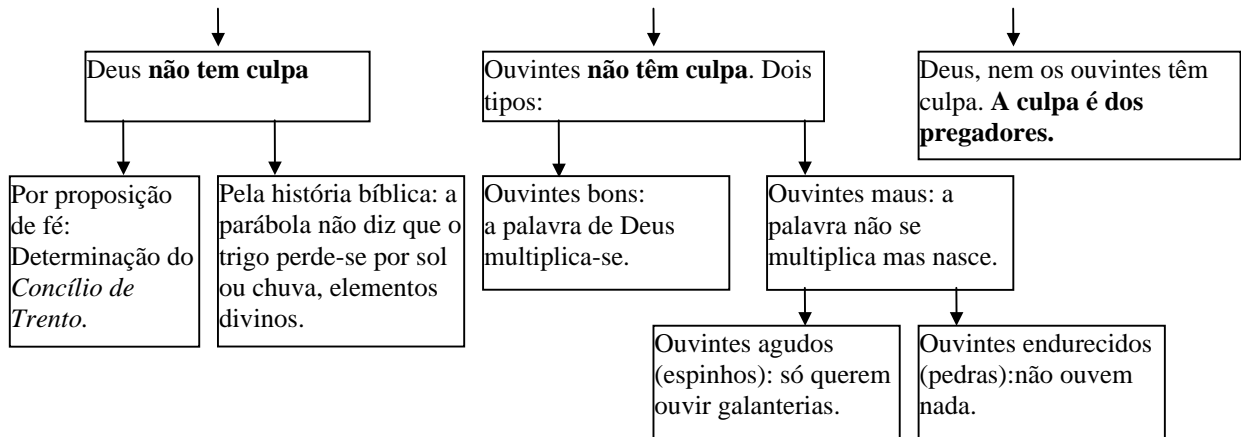 Deus não tem culpa
Ouvintes não têm culpa. Dois
tipos:
Deus, nem os ouvintes têm
culpa. A culpa é dos
pregadores.
Por proposição
de fé:
Determinação do
Concílio de
Trento.
Pela história bíblica: a
parábola não diz que o
trigo perde-se por sol
ou chuva, elementos
divinos.
Ouvintes bons:
a palavra de Deus
multiplica-se.
Ouvintes maus: a
palavra não se
multiplica mas nasce.
Ouvintes agudos
(espinhos): só querem
ouvir galanterias.
Ouvintes endurecidos
(pedras):não ouvem
nada.